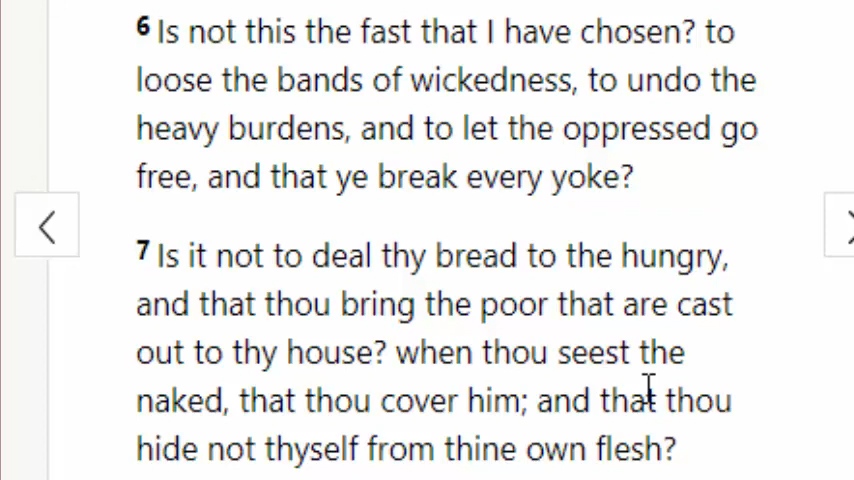 6 Is not this the fast that I have chosen? to
loose the bands of wickedness, to undo the
heavy burdens, and to let the oppressed go
free, and that ye break every yoke?
7 Is it not to deal thy bread to the hungry,
and that thou bring the poor that are cast
out to thy house? when thou seest the
naked, that thou cover him; and that thou
hide not thyself from thine own flesh?